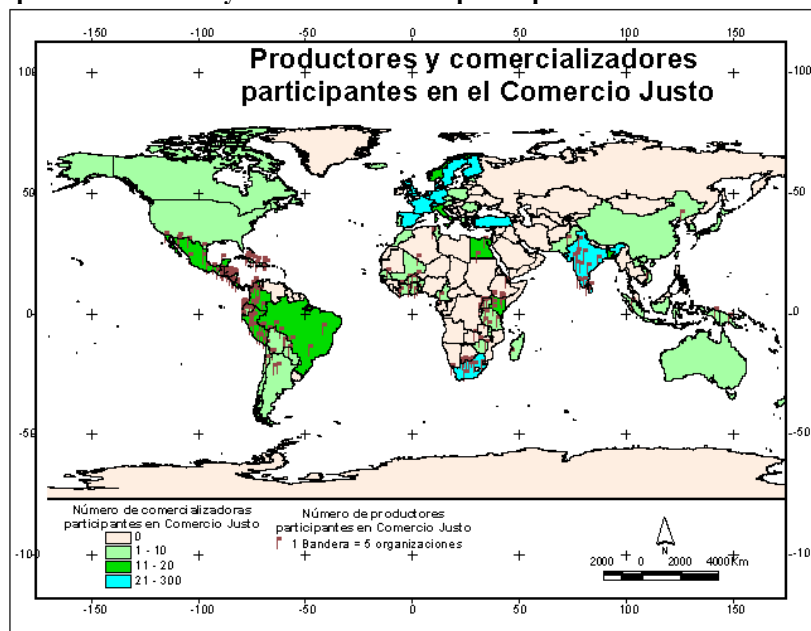 -150 -100 -50 0 50 100 150
Productores y comercializadores
participantes en el Comercio Justo
100 -100
50 -50
0 0
-50 -50
-100 -100
Número de comercializadoras
participantes en Comercio Justo
0
1 - 10
11 - 20
21 - 300
Número de productores
participantes en Comercio Justo
1 Bandera = 5 organizaciones
N
2000 0 2000 4000 Km
-150 -100 -50 0 50 100 150